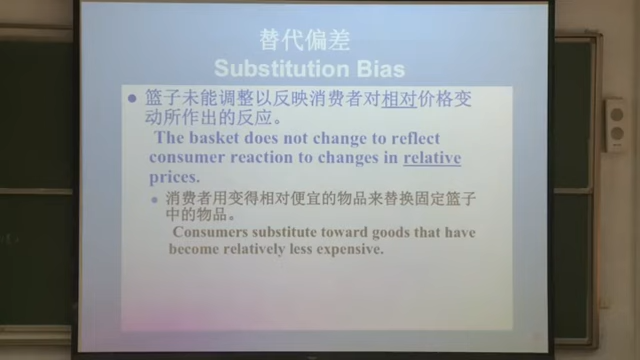 替代偏差
Substitution Bias
篮子未能调整以反映消费者对相对价格变
动所作出的反应。
The basket does not change to reflect
consumer reaction to changes in relative
prices.
消费者用变得相对便宜的物品来替换固定篮子
中的物品。
Consumers substitute toward goods that have
become relatively less expensive.